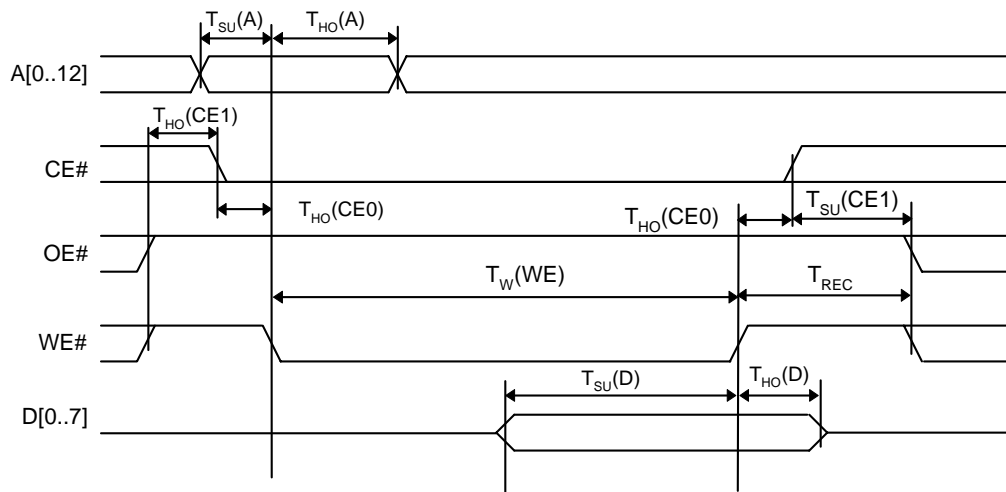 T_SU(A) T_HO(A)
A[0..12]
T_HO(CE1)
CE#
T_HO(CE0) T_HO(CE0) T_SU(CE1)
OE#
T_W(WE) T_REC
WE#
T_SU(D) T_HO(D)
D[0..7]